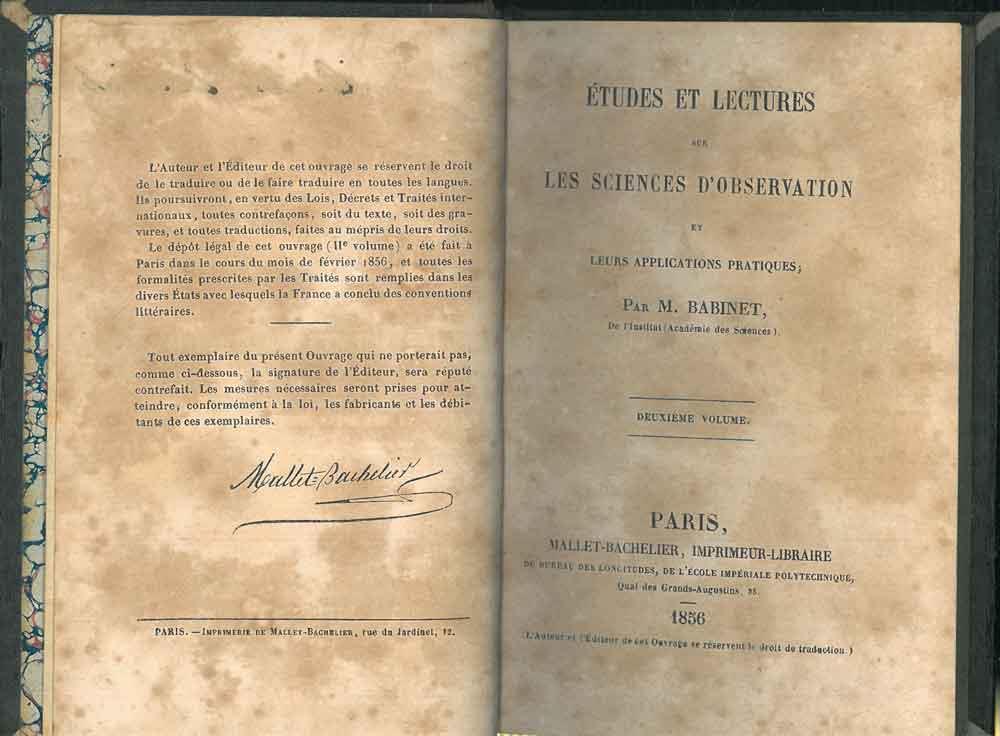 L'Auteur et l'Éditeur de cet ouvrage se réservent le droit
de le traduire ou de le faire traduire en toutes les langues.
Ils poursuivront, en vertu des Lois, Décrets et Traités inter-
nationaux, toutes contrefaçons, soit du texte, soit des gra-
vures, et toutes traductions, faites au mépris de leurs droits.
Le dépôt légal de cet ouvrage (IIe volume) a été fait à
Paris dans le cours du mois de février 1856, et toutes les
formalités prescrites par les Traités sont remplies dans les
divers États avec lesquels la France a conclu des conventions
littéraires.
Tout exemplaire du présent Ouvrage qui ne porterait pas,
comme ci-dessous, la signature de l'Éditeur, sera réputé
contrefait. Les mesures nécessaires seront prises pour at-
teindre, conformément à la loi, les fabricants et les débi-
tants de ces exemplaires.
Mallet-Bachelier
PARIS. — IMPRIMERIE DE MALLET-BACHELIER, rue du Jardinet, 12.
ÉTUDES ET LECTURES
SUR
LES SCIENCES D'OBSERVATION
ET
LEURS APPLICATIONS PRATIQUES;
PAR M. BABINET,
De l'Institut (Académie des Sciences).
DEUXIÈME VOLUME.
PARIS,
MALLET-BACHELIER, IMPRIMEUR-LIBRAIRE
DU BUREAU DES LONGITUDES, DE L'ÉCOLE IMPÉRIALE POLYTECHNIQUE,
Quai des Grands-Augustins,
1856
(L'Auteur et l'Éditeur de cet Ouvrage se réservent le droit de traduction.)